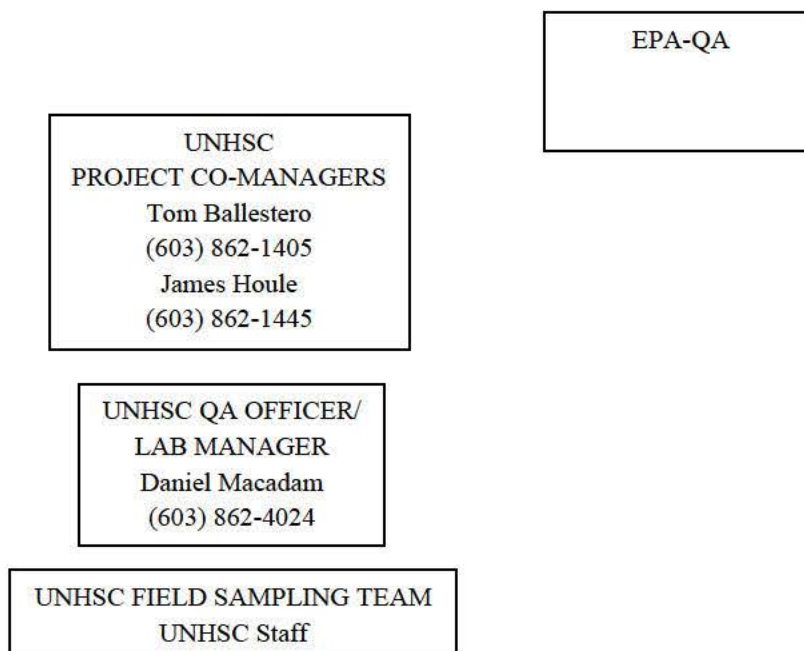 EPA-QA
UNHSC
PROJECT CO-MANAGERS
Tom Ballestero
(603) 862-1405
James Houle
(603) 862-1445
UNHSC QA OFFICER/
LAB MANAGER
Daniel Macadam
(603) 862-4024
UNHSC FIELD SAMPLING TEAM
UNHSC Staff